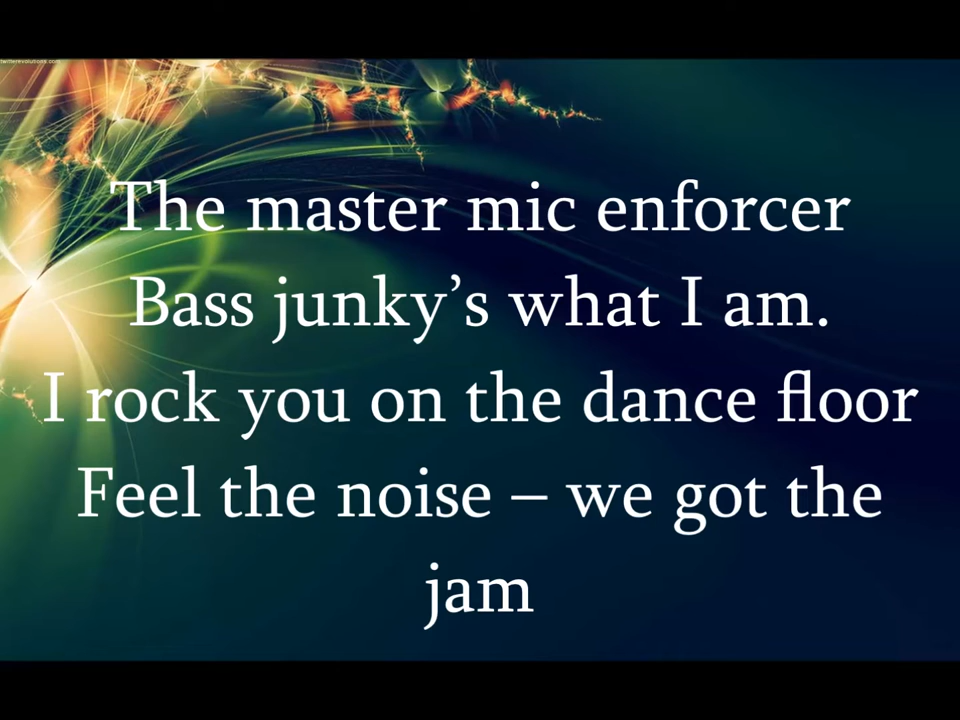 The master mic enforcer
Bass junky’s what I am.
I rock you on the dance floor
Feel the noise – we got the
jam